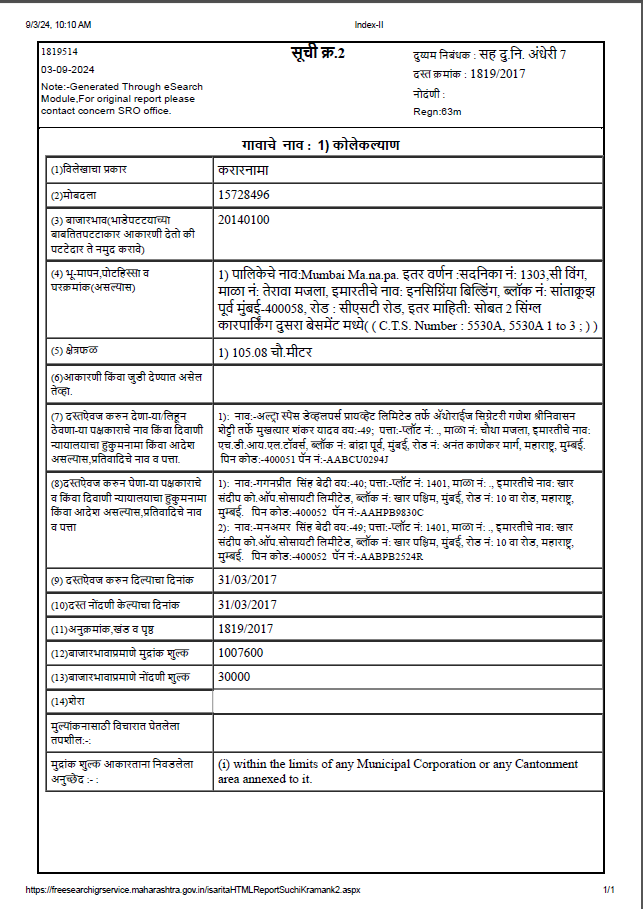 9/3/24, 10:10 AM
Index-II
1819514
सूची क्र.2
दुय्यम निबंधक : सह दु.नि. अंधेरी 7
03-09-2024
दस्त क्रमांक : 1819/2017
Note:-Generated Through eSearch
Module,For original report please
contact concern SRO office.
नोदंणी :
Regn:63m
गावाचे नाव : 1) कोलेकल्याण
(1)विलेखाचा प्रकार
करारनामा
(2)मोबदला
15728496
(3) बाजारभाव(भाडेपटटयाच्या
बाबतितपटटाकार आकारणी देतो की
पटटेदार ते नमुद करावे)
20140100
(4) भू-मापन,पोटहिस्सा व
घरक्रमांक(असल्यास)
1) पालिकेचे नाव:Mumbai Ma.na.pa. इतर वर्णन :सदनिका नं: 1303,सी विंग,
माळा नं: तेरावा मजला, इमारतीचे नाव: इनसिग्निया बिल्डिंग, ब्लॉक नं: सांताक्रूझ
पूर्व मुंबई-400058, रोड : सीएसटी रोड, इतर माहिती: सोबत 2 सिंग्ल
कारपार्किंग दुसरा बेसमेंट मध्ये( ( C.T.S. Number : 5530A, 5530A 1 to 3 ; ) )
(5) क्षेत्रफळ
1) 105.08 चौ.मीटर
(6)आकारणी किंवा जुडी देण्यात असेल
तेव्हा.
(7) दस्तऐवज करुन देणा-या/लिहून
ठेवणा-या पक्षकाराचे नाव किंवा दिवाणी
न्यायालयाचा हुकुमनामा किंवा आदेश
असल्यास,प्रतिवादिचे नाव व पत्ता.
1): नाव:-अल्ट्रा स्पेस डेव्हलपर्स प्रायव्हेट लिमिटेड तर्फे ऑथोराईज सिग्नेटरी गणेश श्रीनिवासन
शेट्टी तर्फे मुखत्यार शंकर यादव वय:-49; पत्ता:-प्लॉट नं: ., माळा नं: चौथा मजला, इमारतीचे नाव:
एच.डी.आय.एल.टॉवर्स, ब्लॉक नं: बांद्रा पूर्व, मुंबई, रोड नं: अनंत काणेकर मार्ग, महाराष्ट्र, मुम्बई.
पिन कोड:-400051 पॅन नं:-AABCU0294J
(8)दस्तऐवज करुन घेणा-या पक्षकाराचे
व किंवा दिवाणी न्यायालयाचा हुकुमनामा
किंवा आदेश असल्यास,प्रतिवादिचे नाव
व पत्ता
1): नाव:-गगनप्रीत सिंह बेदी वय:-40; पत्ता:-प्लॉट नं: 1401, माळा नं: ., इमारतीचे नाव: खार
संदीप को.ऑप.सोसायटी लिमीटेड, ब्लॉक नं: खार पश्चिम, मुंबई, रोड नं: 10 वा रोड, महाराष्ट्र,
मुम्बई. पिन कोड:-400052 पॅन नं:-AAHPB9830C
2): नाव:-मनअमर सिंह बेदी वय:-49; पत्ता:-प्लॉट नं: 1401, माळा नं: ., इमारतीचे नाव: खार
संदीप को.ऑप.सोसायटी लिमीटेड, ब्लॉक नं: खार पश्चिम, मुंबई, रोड नं: 10 वा रोड, महाराष्ट्र,
मुम्बई. पिन कोड:-400052 पॅन नं:-AABPB2524R
(9) दस्तऐवज करुन दिल्याचा दिनांक
31/03/2017
(10)दस्त नोंदणी केल्याचा दिनांक
31/03/2017
(11)अनुक्रमांक,खंड व पृष्ठ
1819/2017
(12)बाजारभावाप्रमाणे मुद्रांक शुल्क
1007600
(13)बाजारभावाप्रमाणे नोंदणी शुल्क
30000
(14)शेरा
मुल्यांकनासाठी विचारात घेतलेला
तपशील:-:
मुद्रांक शुल्क आकारताना निवडलेला
अनुच्छेद :- :
(i) within the limits of any Municipal Corporation or any Cantonment
area annexed to it.
https://freesearchigrservice.maharashtra.gov.in/isaritaHTMLReportSuchiKramank2.aspx
1/1